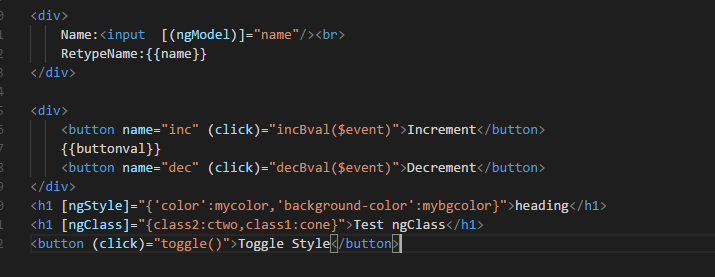 <div>
Name:<input  [(ngModel)]="name"/><br>
RetypeName:{{name}}
</div>
<div>
<button name="inc" (click)="incBval($event)">Increment</button>
{{buttonval}}
<button name="dec" (click)="decBval($event)">Decrement</button>
</div>
<h1 [ngStyle]="{'color':mycolor,'background-color':mybgcolor}">heading</h1>
<h1 [ngClass]="{class2:ctwo,class1:cone}">Test ngClass</h1>
<button (click)="toggle()">Toggle Style</button>